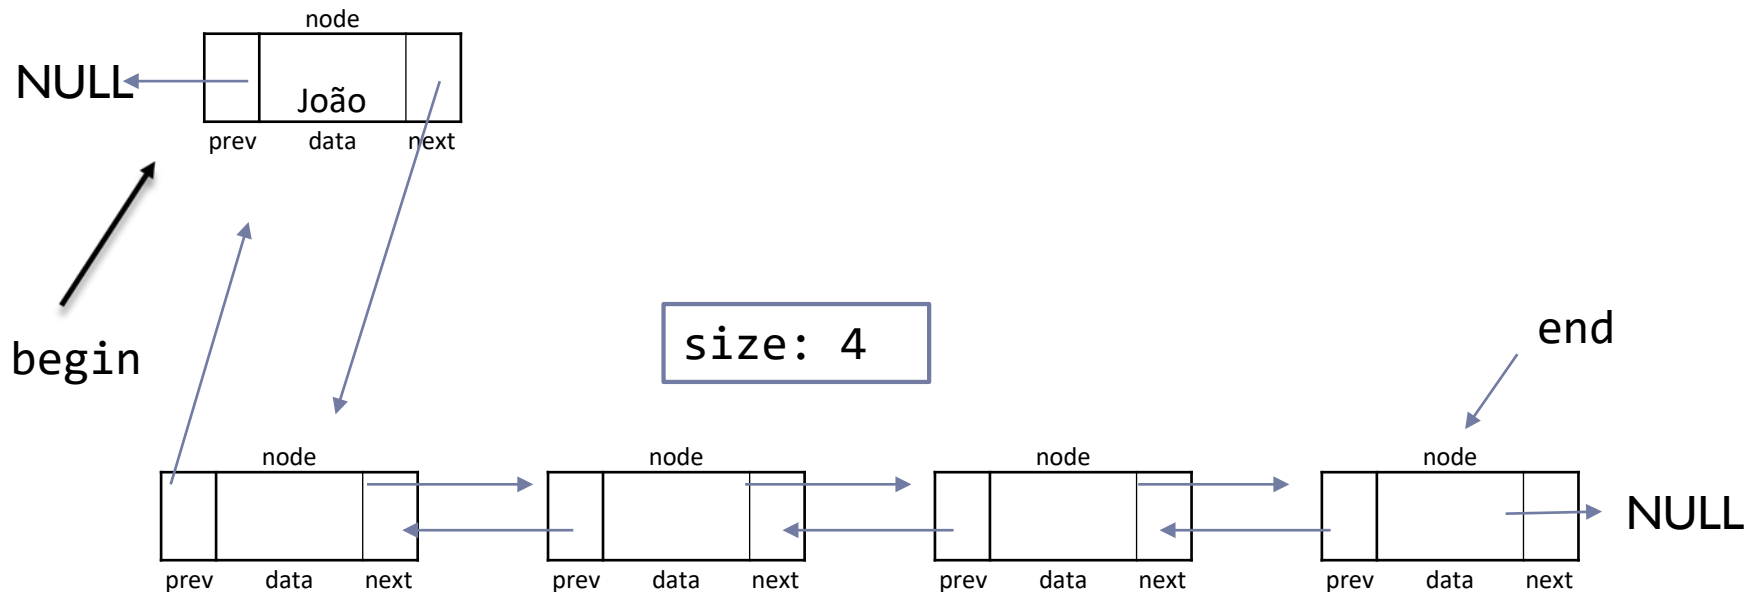 node
NULL
João
prev data next
begin
size: 4
end
node node node node
NULL
prev data next prev data next prev data next prev data next